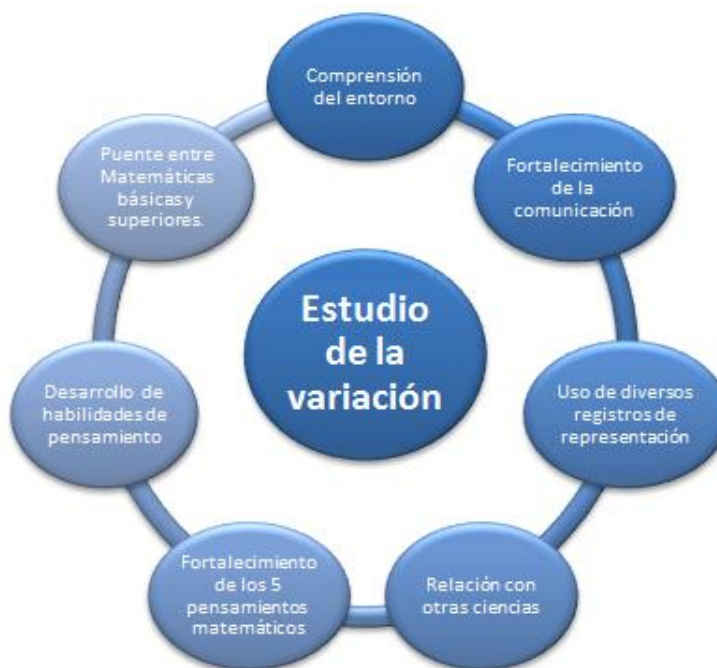 Comprensión
del entorno
Fortalecimiento
de la
comunicación
Uso de diversos
registros de
representación
Relación con
otras ciencias
Fortalecimiento
de los 5
pensamientos
matemáticos
Desarrollo de
habilidades de
pensamiento
Puente entre
Matemáticas
básicas y
superiores.
Estudio
de la
variación